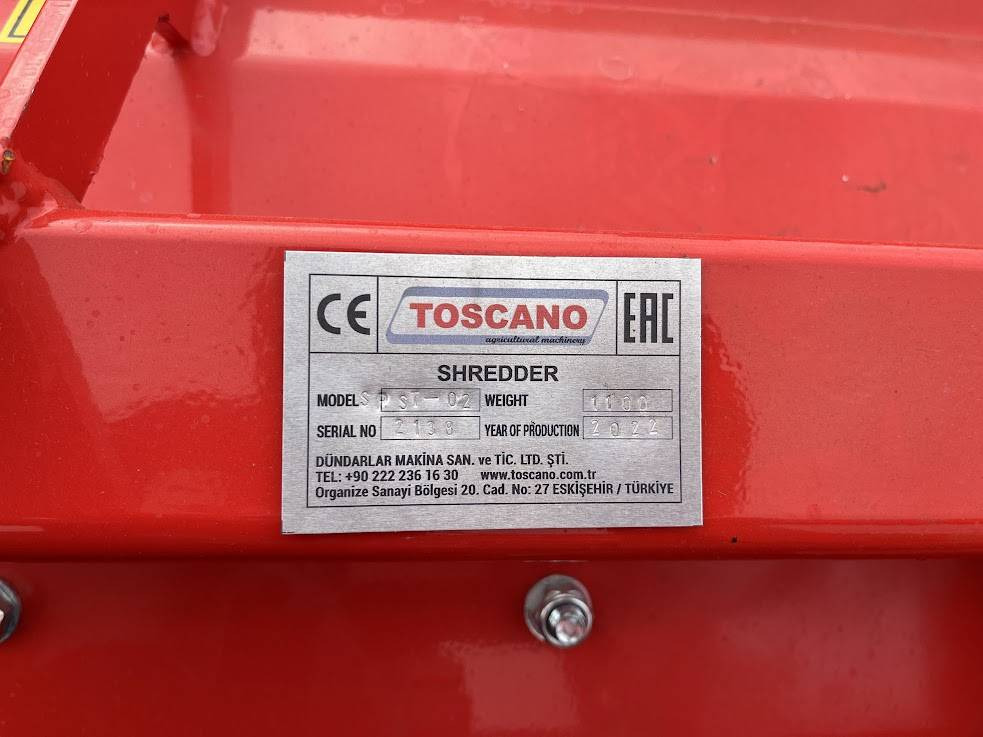 CE TOSCANO EAC
agricultural machinery
SHREDDER
MODEL SPST-02 WEIGHT 1100
SERIAL NO 2138 YEAR OF PRODUCTION 2022
DÜNDARLAR MAKİNA SAN. ve TİC. LTD. ŞTİ.
TEL: +90 222 236 16 30 www.toscano.com.tr
Organize Sanayi Bölgesi 20. Cad. No: 27 ESKİŞEHİR / TÜRKİYE